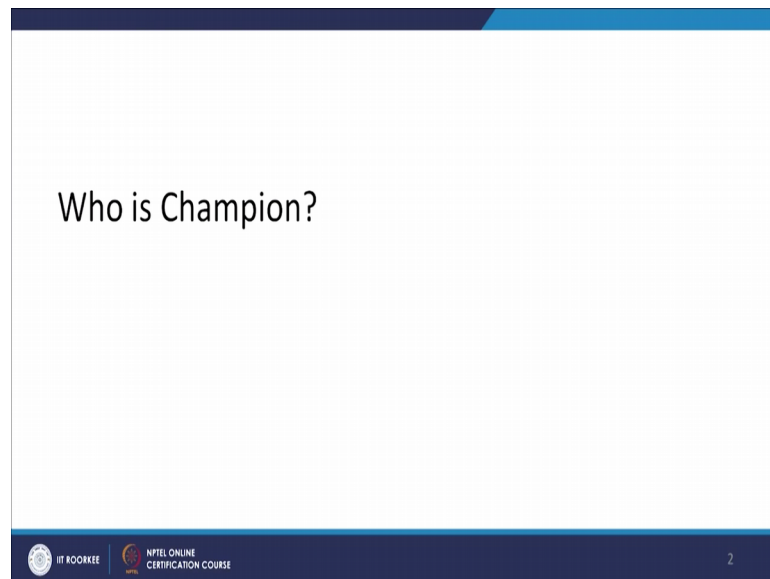 Who is Champion?
IIT ROORKEE
NPTEL ONLINE
CERTIFICATION COURSE
2